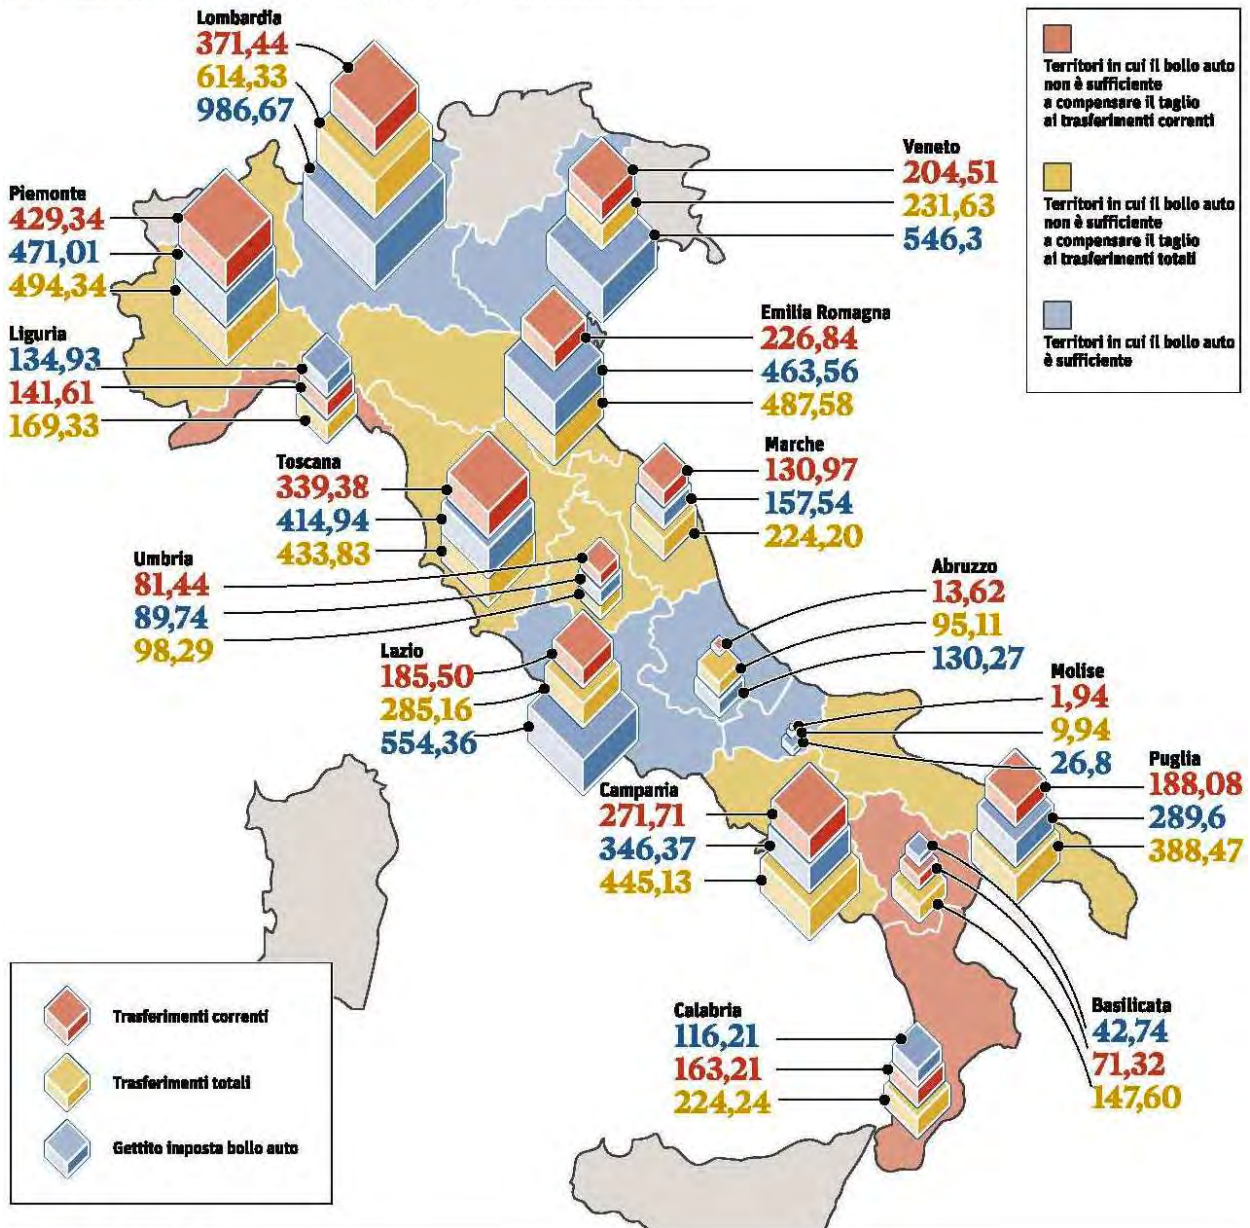 Lombardia
371,44
614,33
986,67
Territori in cui il bollo auto
non è sufficiente
a compensare il taglio
ai trasferimenti correnti
Territori in cui il bollo auto
non è sufficiente
a compensare il taglio
ai trasferimenti totali
Territori in cui il bollo auto
è sufficiente
Veneto
204,51
231,63
546,3
Piemonte
429,34
471,01
494,34
Emilia Romagna
226,84
463,56
487,58
Liguria
134,93
141,61
169,33
Marche
130,97
157,54
224,20
Toscana
339,38
414,94
433,83
Umbria
81,44
89,74
98,29
Abruzzo
13,62
95,11
130,27
Lazio
185,50
285,16
554,36
Molise
1,94
9,94
26,8
Puglia
188,08
289,6
388,47
Campania
271,71
346,37
445,13
Basilicata
42,74
71,32
147,60
Calabria
116,21
163,21
224,24
Trasferimenti correnti
Trasferimenti totali
Gettito imposta bollo auto